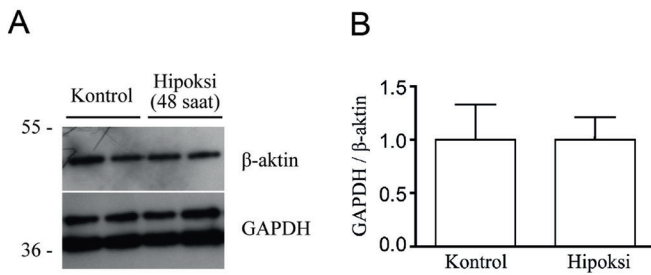 A
Kontrol
Hipoksi
(48 saat)
55 -
β-aktin
GAPDH
36 -
B
GAPDH / β-aktin
1.5
1.0
0.5
0.0
Kontrol
Hipoksi